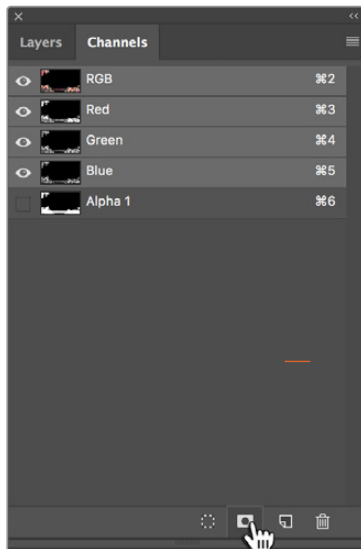 Layers Channels
RGB ⌘2
Red ⌘3
Green ⌘4
Blue ⌘5
Alpha 1 ⌘6